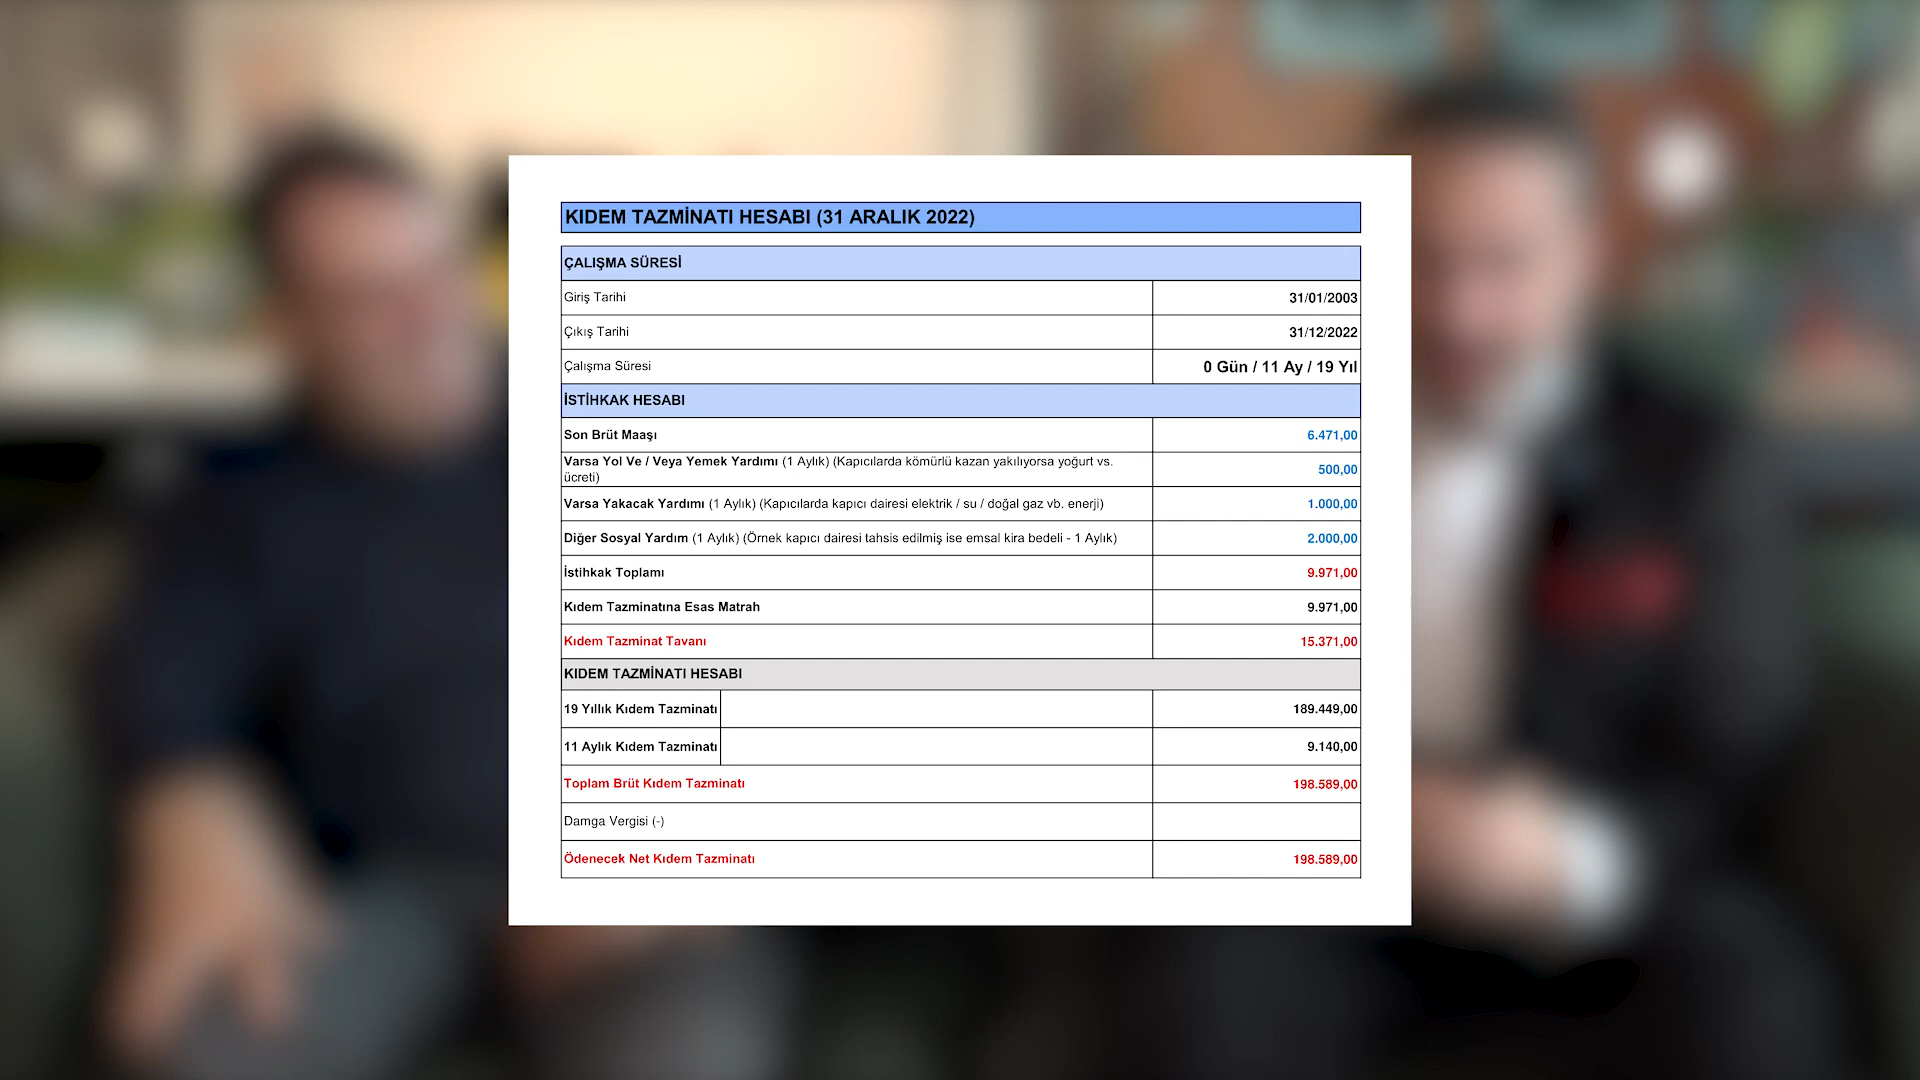 KIDEM TAZMİNATI HESABI (31 ARALIK 2022)
ÇALIŞMA SÜRESİ
Giriş Tarihi 31/01/2003
Çıkış Tarihi 31/12/2022
Çalışma Süresi 0 Gün / 11 Ay / 19 Yıl
İSTİHKAK HESABI
Son Brüt Maaşı 6.471,00
Varsa Yol Ve / Veya Yemek Yardımı (1 Aylık) (Kapıcılarda kömürlü kazan yakılıyorsa yoğurt vs.
ücreti) 500,00
Varsa Yakacak Yardımı (1 Aylık) (Kapıcılarda kapıcı dairesi elektrik / su / doğal gaz vb. enerji) 1.000,00
Diğer Sosyal Yardım (1 Aylık) (Örnek kapıcı dairesi tahsis edilmiş ise emsal kira bedeli - 1 Aylık) 2.000,00
İstihkak Toplamı 9.971,00
Kıdem Tazminatına Esas Matrah 9.971,00
Kıdem Tazminat Tavanı 15.371,00
KIDEM TAZMİNATI HESABI
19 Yıllık Kıdem Tazminatı 189.449,00
11 Aylık Kıdem Tazminatı 9.140,00
Toplam Brüt Kıdem Tazminatı 198.589,00
Damga Vergisi (-)
Ödenecek Net Kıdem Tazminatı 198.589,00